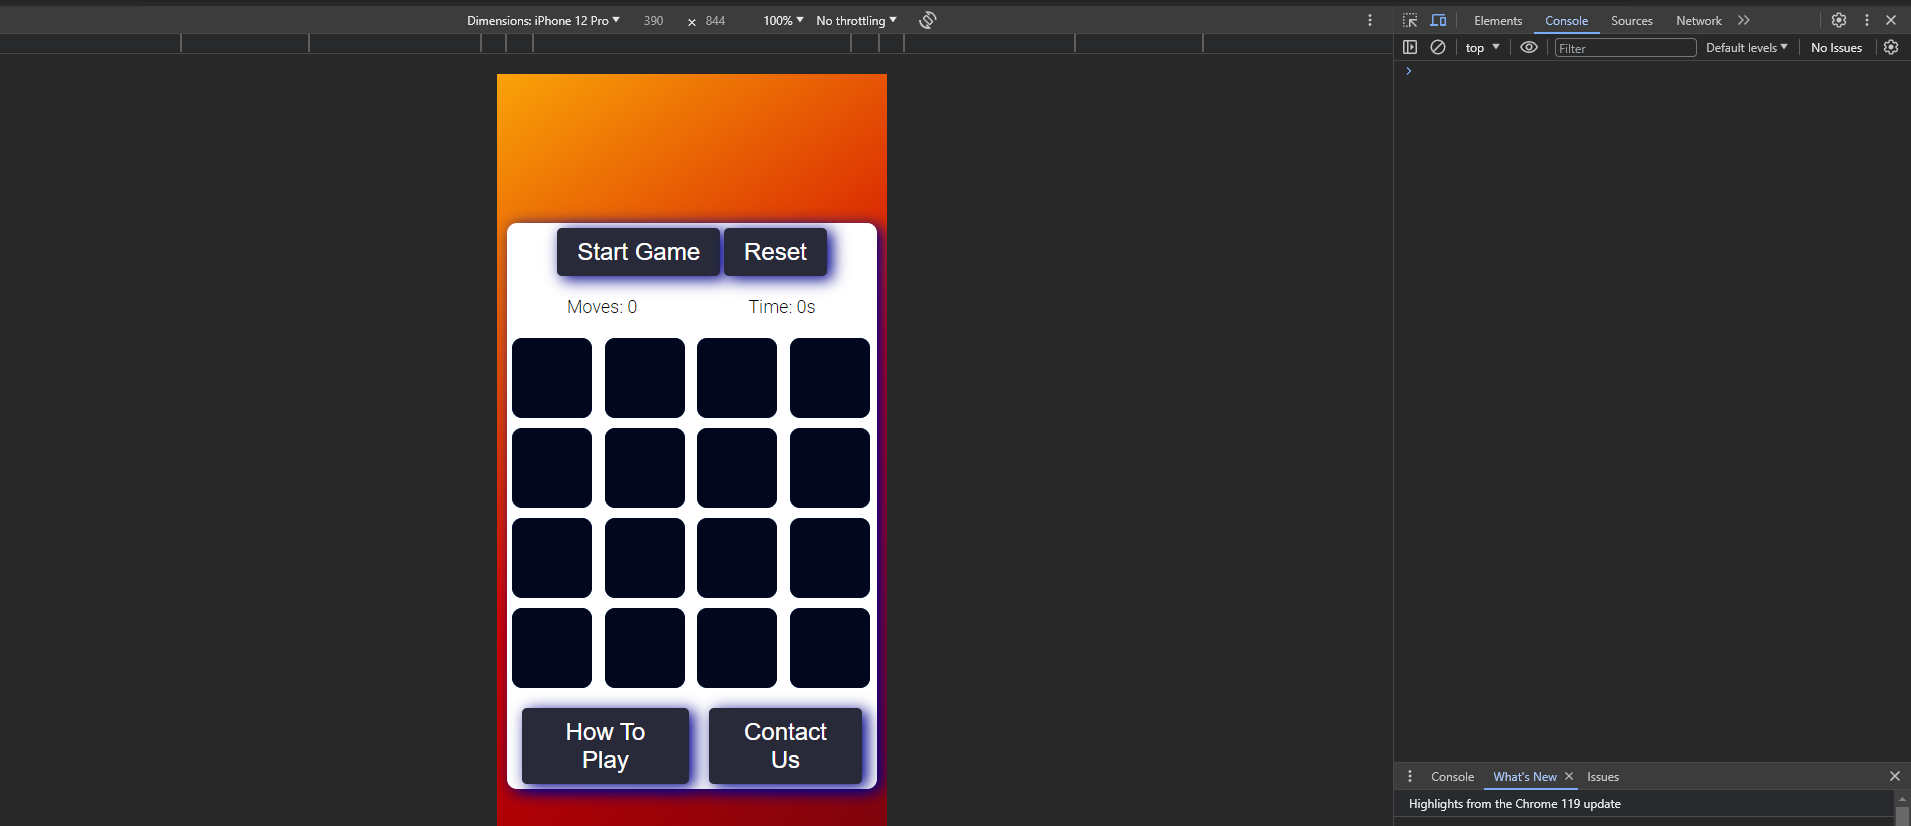 Dimensions: iPhone 12 Pro 390 × 844 100% No throttling
Elements Console Sources Network
top Filter Default levels No Issues
Start Game Reset
Moves: 0 Time: 0s
How To Play
Contact Us
Console What's New Issues
Highlights from the Chrome 119 update